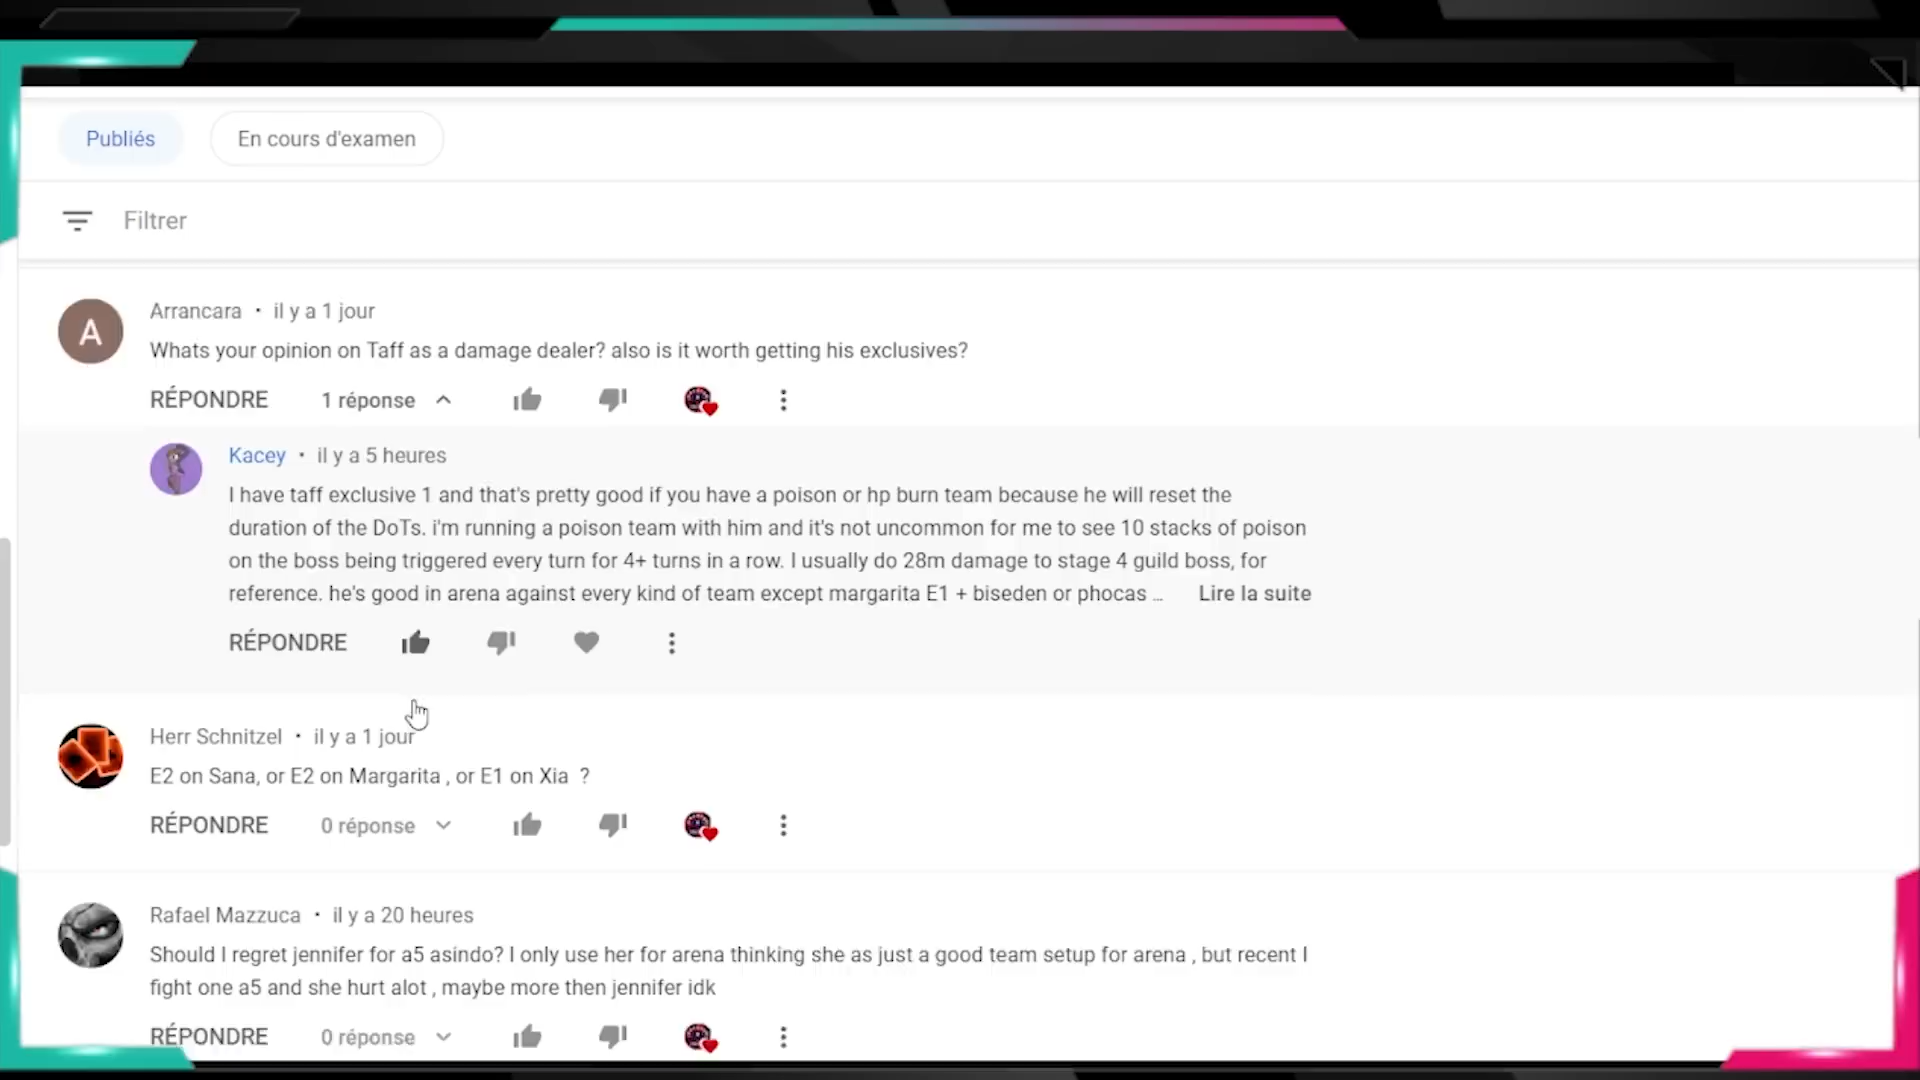 Publiés En cours d'examen
Filtrer
A
Arrancara • il y a 1 jour
Whats your opinion on Taff as a damage dealer? also is it worth getting his exclusives?
RÉPONDRE 1 réponse
Kacey • il y a 5 heures
I have taff exclusive 1 and that's pretty good if you have a poison or hp burn team because he will reset the
duration of the DoTs. i'm running a poison team with him and it's not uncommon for me to see 10 stacks of poison
on the boss being triggered every turn for 4+ turns in a row. I usually do 28m damage to stage 4 guild boss, for
reference. he's good in arena against every kind of team except margarita E1 + biseden or phocas ... Lire la suite
RÉPONDRE
Herr Schnitzel • il y a 1 jour
E2 on Sana, or E2 on Margarita , or E1 on Xia ?
RÉPONDRE 0 réponse
Rafael Mazzuca • il y a 20 heures
Should I regret jennifer for a5 asindo? I only use her for arena thinking she as just a good team setup for arena , but recent I
fight one a5 and she hurt alot , maybe more then jennifer idk
RÉPONDRE 0 réponse